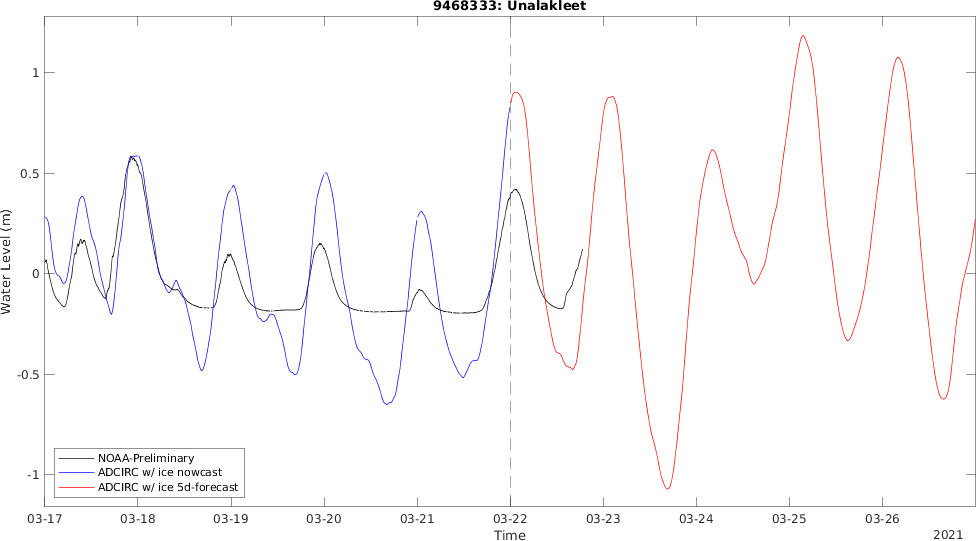 9468333: Unalakleet
Water Level (m)
1
0.5
0
-0.5
-1
NOAA-Preliminary
ADCIRC w/ ice nowcast
ADCIRC w/ ice 5d-forecast
03-17 03-18 03-19 03-20 03-21 03-22 03-23 03-24 03-25 03-26
Time
2021